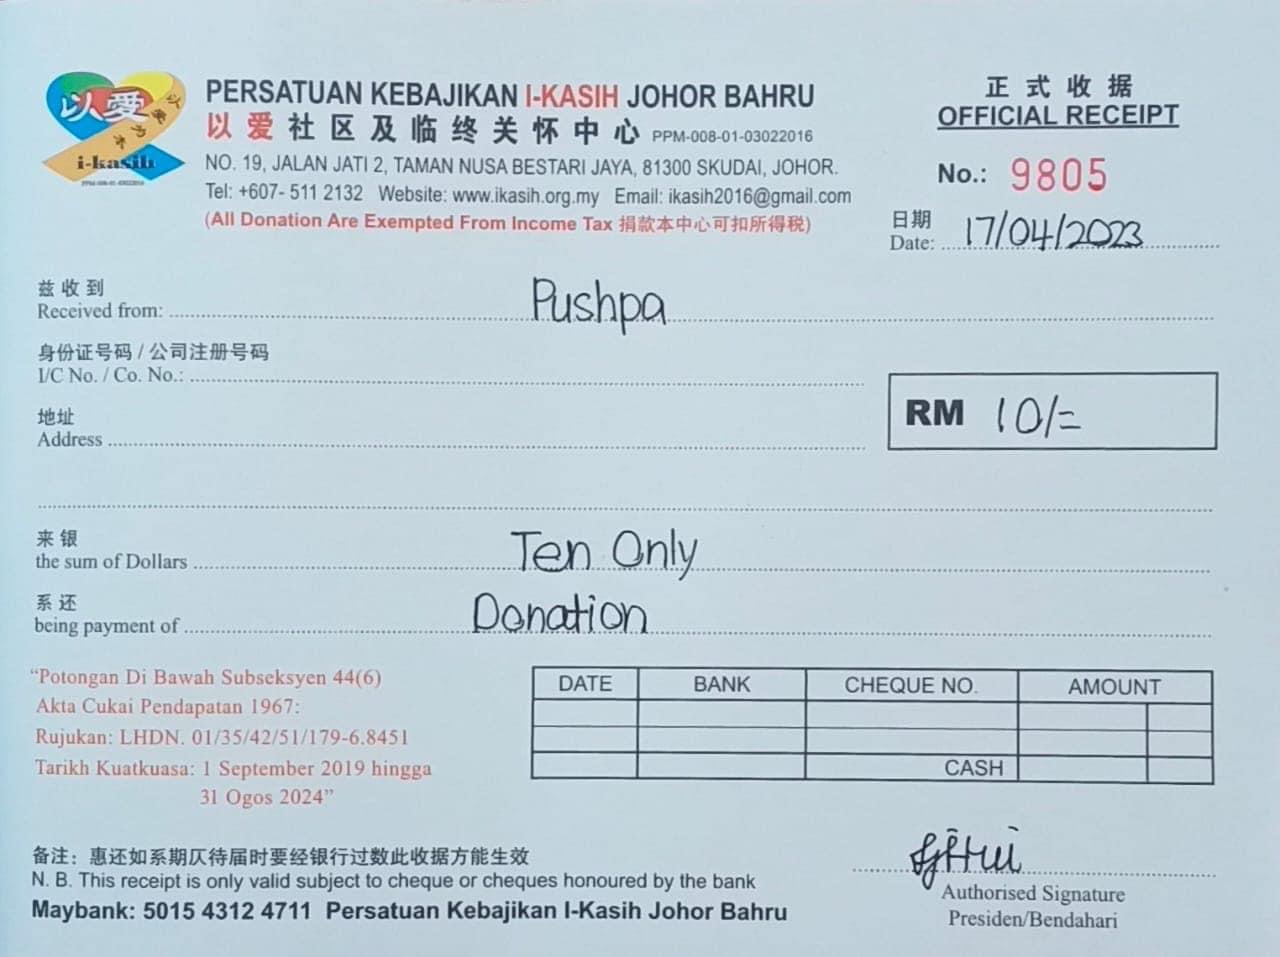 以爱
以爱为本
i-kasih
PPM-008-01-03022016
PERSATUAN KEBAJIKAN I-KASIH JOHOR BAHRU
以爱社区及临终关怀中心 PPM-008-01-03022016
NO. 19, JALAN JATI 2, TAMAN NUSA BESTARI JAYA, 81300 SKUDAI, JOHOR.
Tel: +607- 511 2132 Website: www.ikasih.org.my Email: ikasih2016@gmail.com
(All Donation Are Exempted From Income Tax 捐款本中心可扣所得税)
正式收据
OFFICIAL RECEIPT
No.: 9805
日期
Date: 17/04/2023
兹收到
Received from: Pushpa
身份证号码 / 公司注册号码
I/C No. / Co. No.:
地址
Address
RM 10/=
来银
the sum of Dollars Ten Only
系还
being payment of Donation
“Potongan Di Bawah Subseksyen 44(6)
Akta Cukai Pendapatan 1967:
Rujukan: LHDN. 01/35/42/51/179-6.8451
Tarikh Kuatkuasa: 1 September 2019 hingga
31 Ogos 2024”
DATE BANK CHEQUE NO. AMOUNT
CASH
备注: 惠还如系期仄待届时要经银行过数此收据方能生效
N. B. This receipt is only valid subject to cheque or cheques honoured by the bank
Maybank: 5015 4312 4711 Persatuan Kebajikan I-Kasih Johor Bahru
Authorised Signature
Presiden/Bendahari